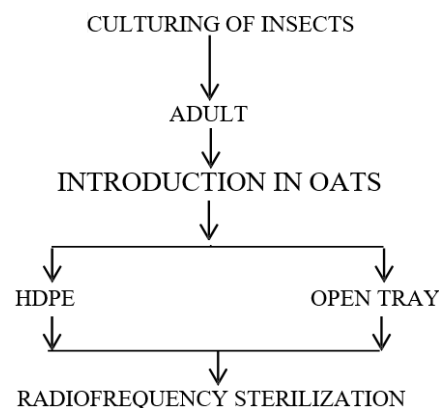 CULTURING OF INSECTS
ADULT
INTRODUCTION IN OATS
HDPE
OPEN TRAY
RADIOFREQUENCY STERILIZATION